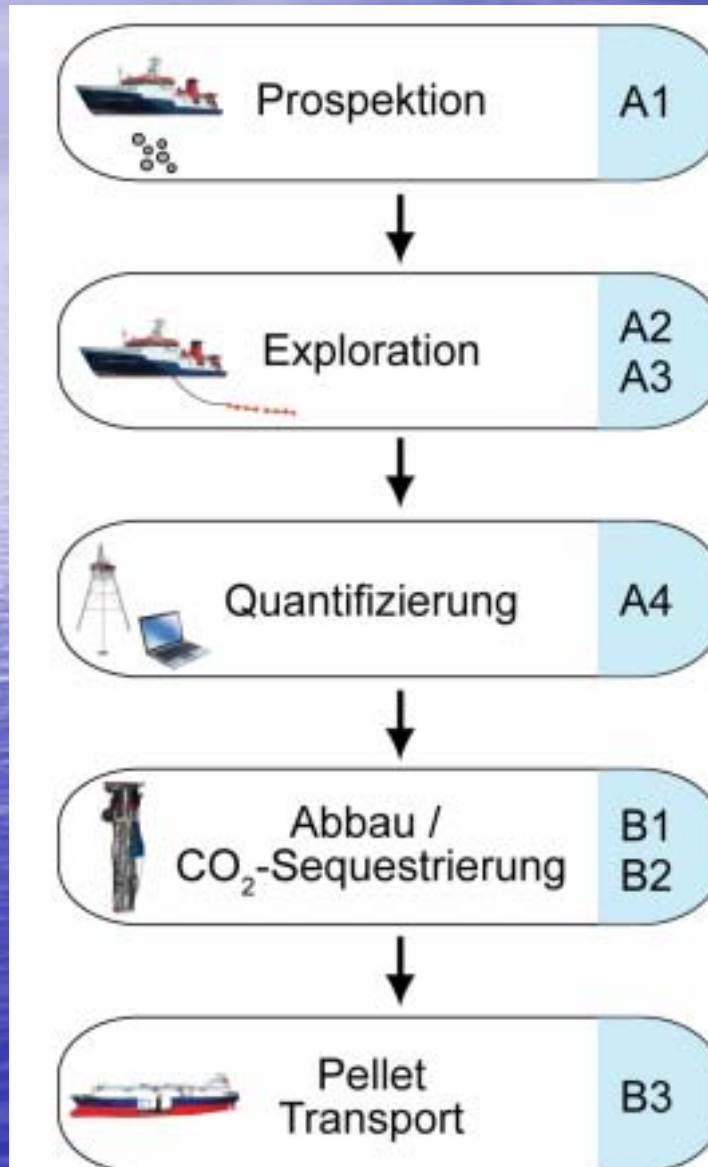 Prospektion
A1
Exploration
A2
A3
Quantifizierung
A4
Abbau /
CO₂-Sequestrierung
B1
B2
Pellet
Transport
B3